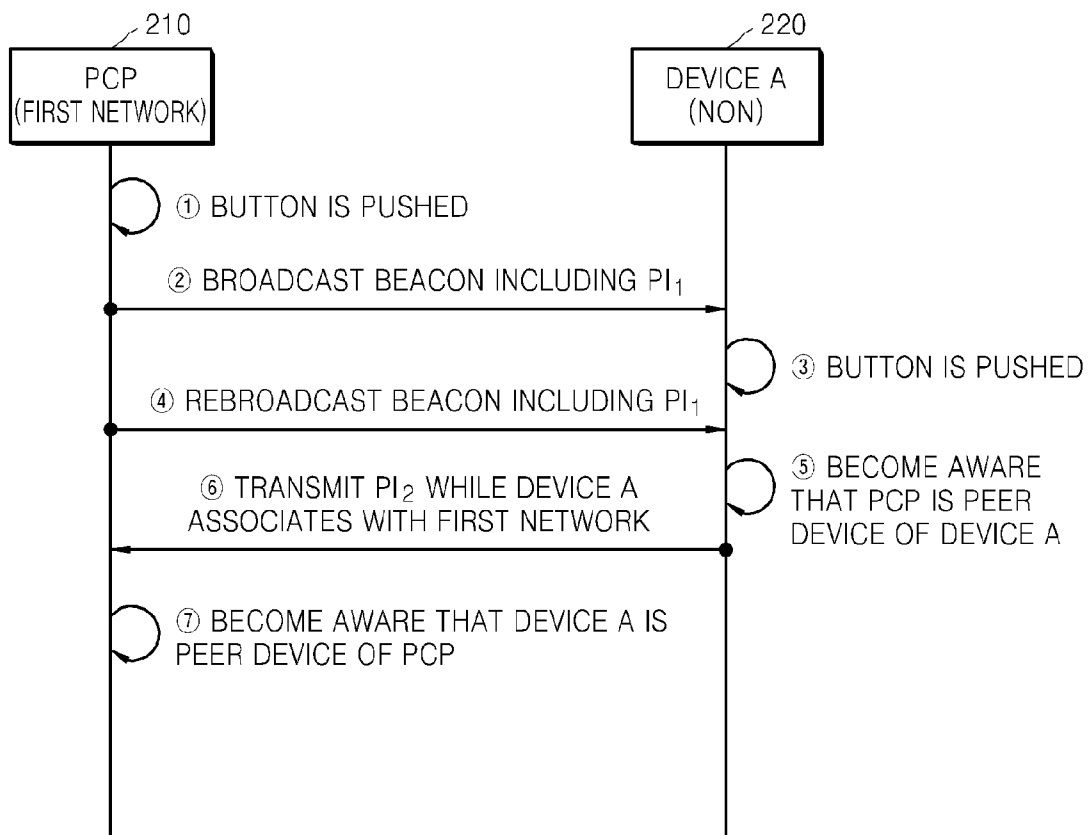 210
220
PCP
(FIRST NETWORK)
DEVICE A
(NON)
① BUTTON IS PUSHED
② BROADCAST BEACON INCLUDING PI₁
③ BUTTON IS PUSHED
④ REBROADCAST BEACON INCLUDING PI₁
⑤ BECOME AWARE
THAT PCP IS PEER
DEVICE OF DEVICE A
⑥ TRANSMIT PI₂ WHILE DEVICE A
ASSOCIATES WITH FIRST NETWORK
⑦ BECOME AWARE THAT DEVICE A IS
PEER DEVICE OF PCP